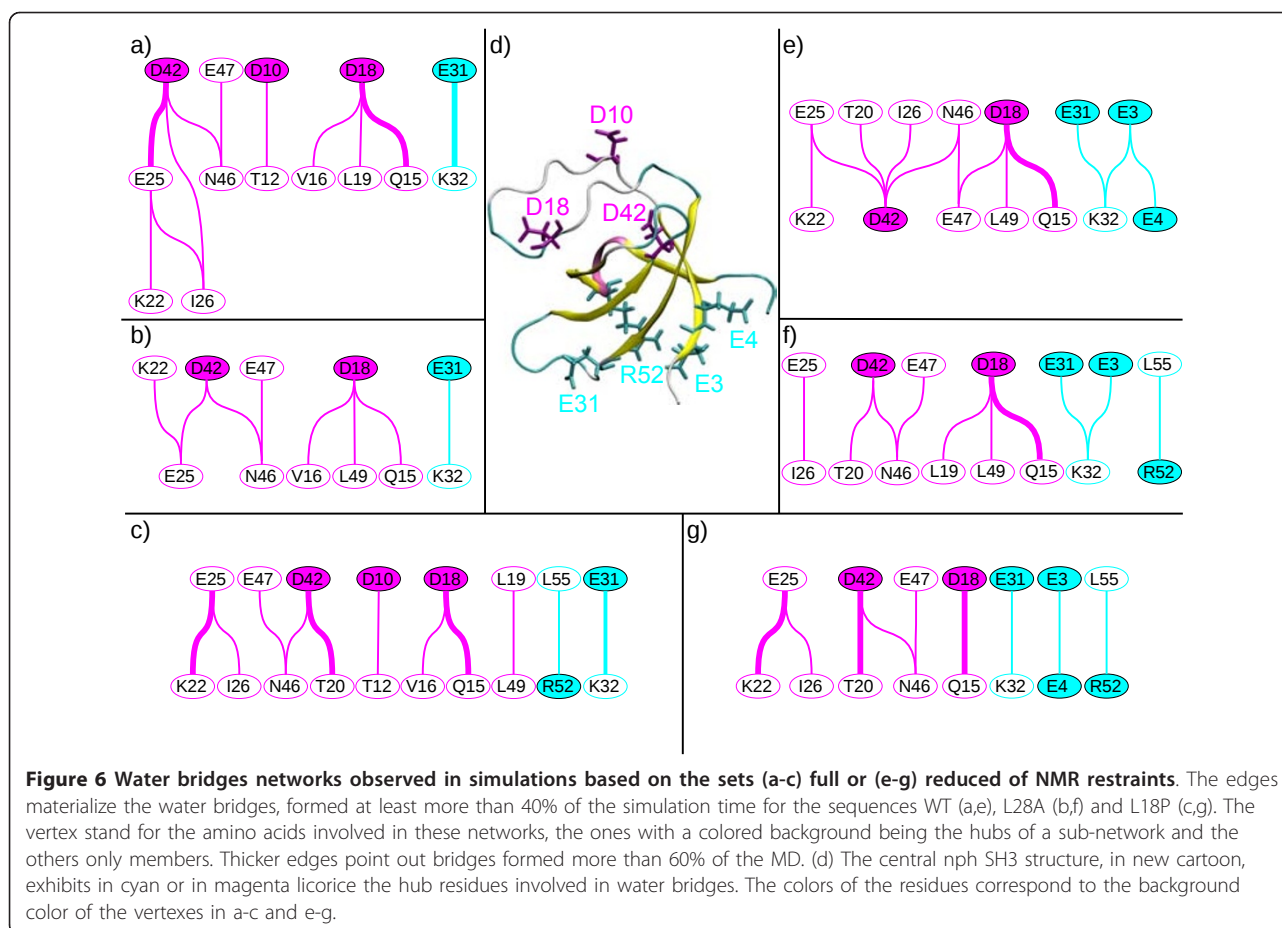 a)
D42 E47 D10 D18 E31
E25 N46 T12 V16 L19 Q15 K32
K22 I26
b)
K22 D42 E47 D18 E31
E25 N46 V16 L49 Q15 K32
c)
E25 E47 D42 D10 D18 L19 L55 E31
K22 I26 N46 T20 T12 V16 Q15 L49 R52 K32
d)
D10
D18 D42
E4
R52 E3
E31
e)
E25 T20 I26 N46 D18 E31 E3
K22 D42 E47 L49 Q15 K32 E4
f)
E25 D42 E47 D18 E31 E3 L55
I26 T20 N46 L19 L49 Q15 K32 R52
g)
E25 D42 E47 D18 E31 E3 L55
K22 I26 T20 N46 Q15 K32 E4 R52
Figure 6 Water bridges networks observed in simulations based on the sets (a-c) full or (e-g) reduced of NMR restraints. The edges
materialize the water bridges, formed at least more than 40% of the simulation time for the sequences WT (a,e), L28A (b,f) and L18P (c,g). The
vertex stand for the amino acids involved in these networks, the ones with a colored background being the hubs of a sub-network and the
others only members. Thicker edges point out bridges formed more than 60% of the MD. (d) The central nph SH3 structure, in new cartoon,
exhibits in cyan or in magenta licorice the hub residues involved in water bridges. The colors of the residues correspond to the background
color of the vertexes in a-c and e-g.